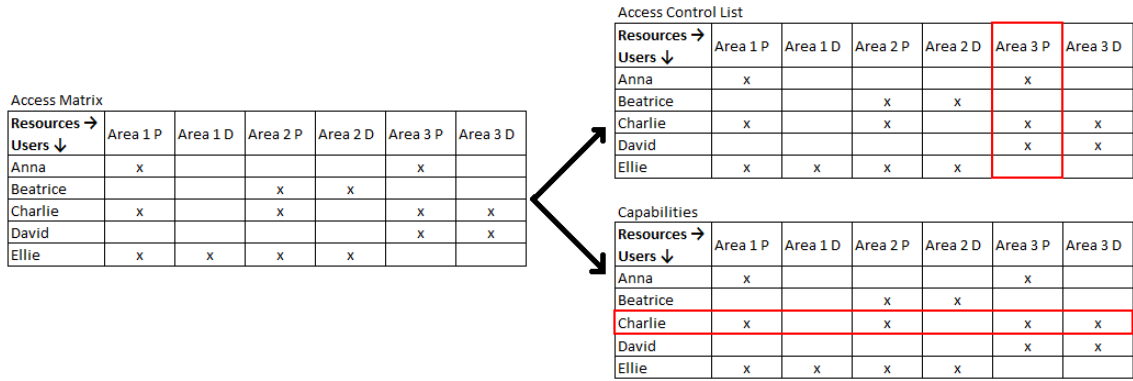 Access Matrix
Resources → Area 1 P Area 1 D Area 2 P Area 2 D Area 3 P Area 3 D
Users ↓
Anna x x
Beatrice x x
Charlie x x x x
David x x
Ellie x x x x
Access Control List
Resources → Area 1 P Area 1 D Area 2 P Area 2 D Area 3 P Area 3 D
Users ↓
Anna x x
Beatrice x x
Charlie x x x x
David x x
Ellie x x x x
Capabilities
Resources → Area 1 P Area 1 D Area 2 P Area 2 D Area 3 P Area 3 D
Users ↓
Anna x x
Beatrice x x
Charlie x x x x
David x x
Ellie x x x x